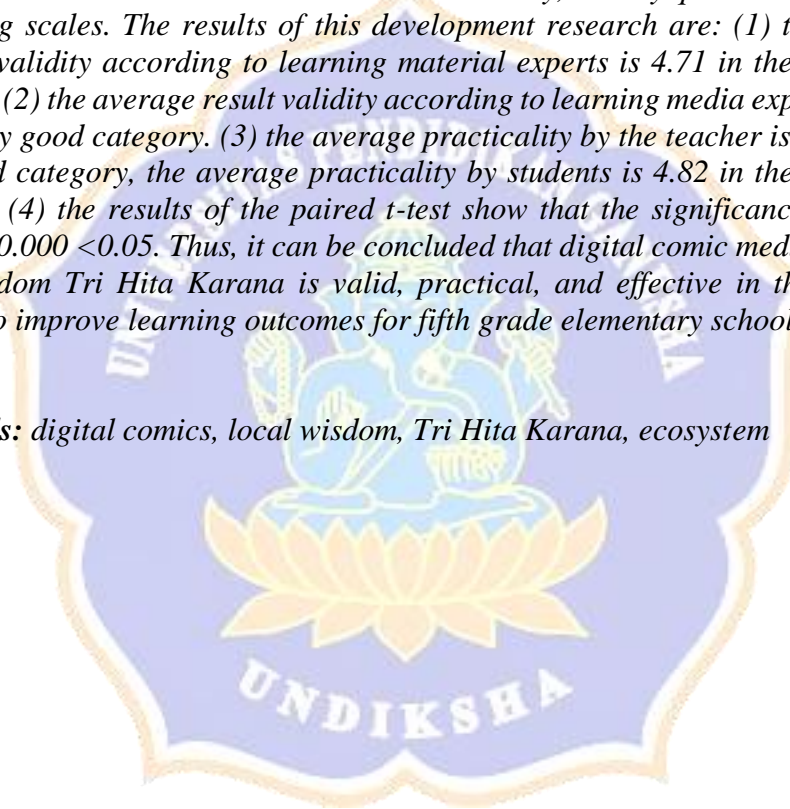 g scales. The results of this development research are: (1) t
validity according to learning material experts is 4.71 in the
(2) the average result validity according to learning media exp
y good category. (3) the average practicality by the teacher is
d category, the average practicality by students is 4.82 in the
(4) the results of the paired t-test show that the significanc
0.000 <0.05. Thus, it can be concluded that digital comic med
dom Tri Hita Karana is valid, practical, and effective in th
o improve learning outcomes for fifth grade elementary school
s: digital comics, local wisdom, Tri Hita Karana, ecosystem
UNIVERSITAS PENDIDIKAN GANESHA
UNDIKSHA